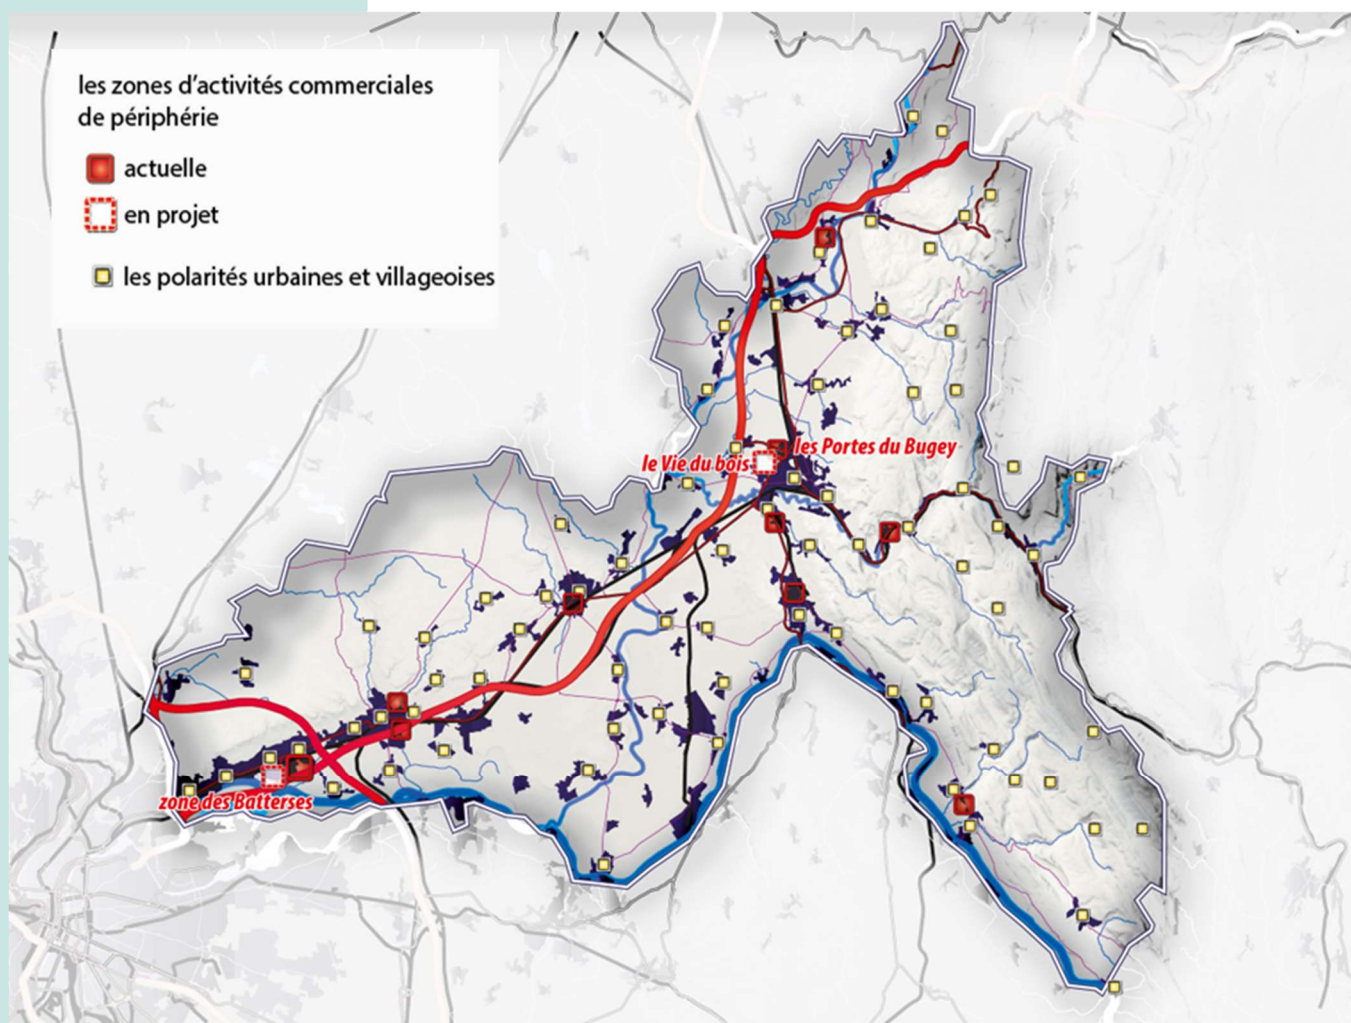 les zones d’activités commerciales
de périphérie
actuelle
en projet
les polarités urbaines et villageoises
les Portes du Bugey
le Vie du bois
zone des Batterses